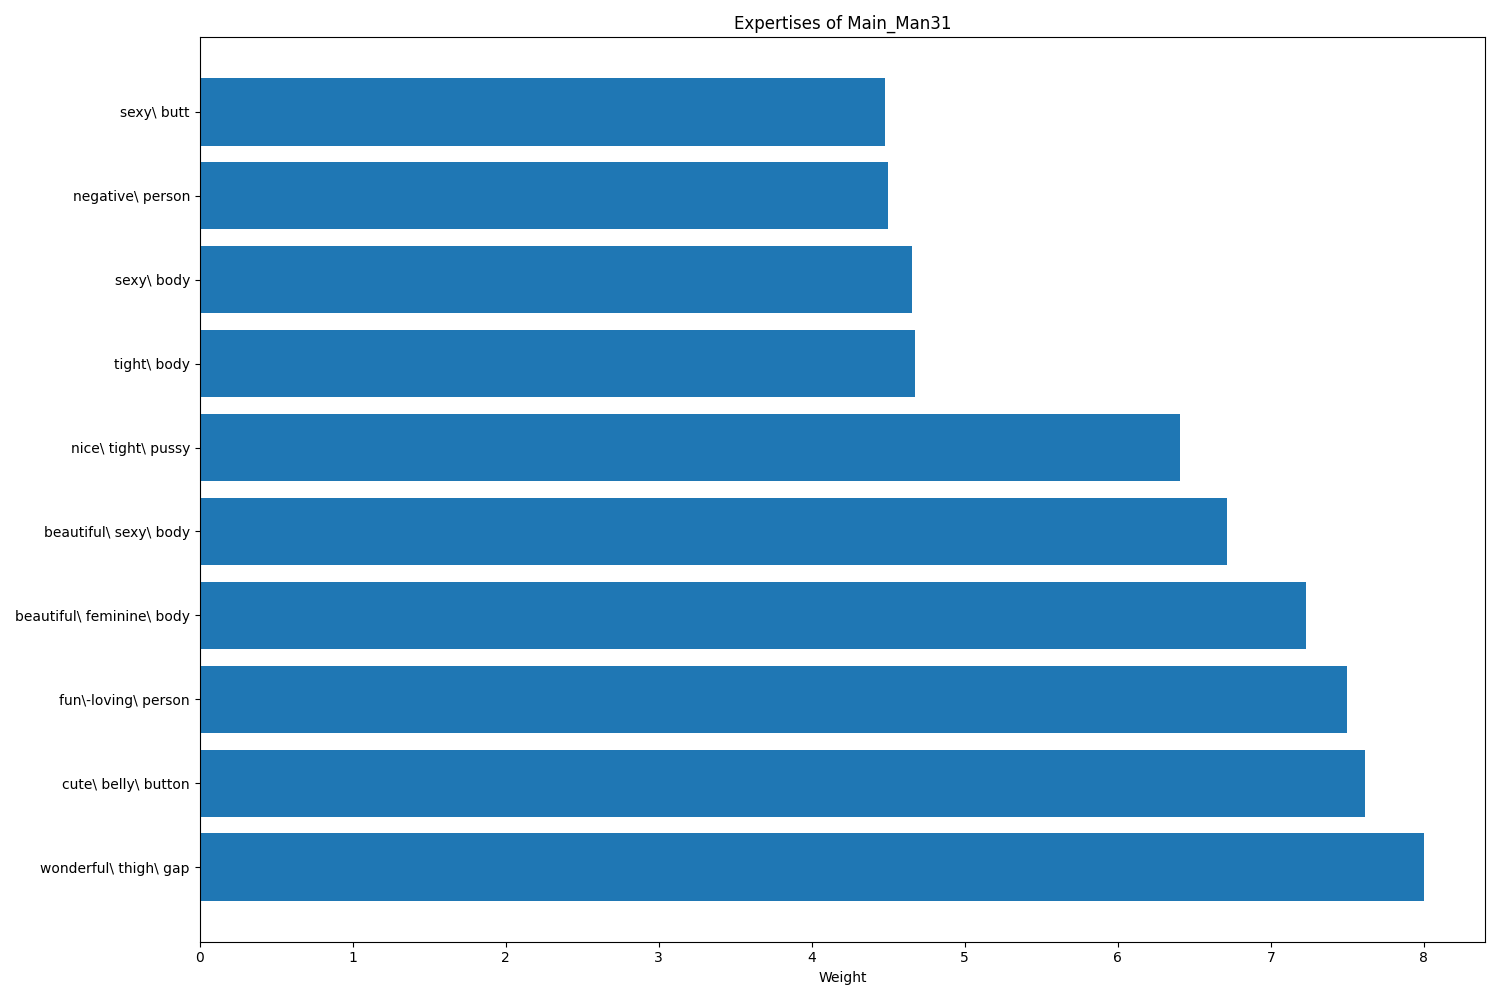 Expertises of Main_Man31
sexy\ butt
negative\ person
sexy\ body
tight\ body
nice\ tight\ pussy
beautiful\ sexy\ body
beautiful\ feminine\ body
fun\-loving\ person
cute\ belly\ button
wonderful\ thigh\ gap
0 1 2 3 4 5 6 7 8
Weight